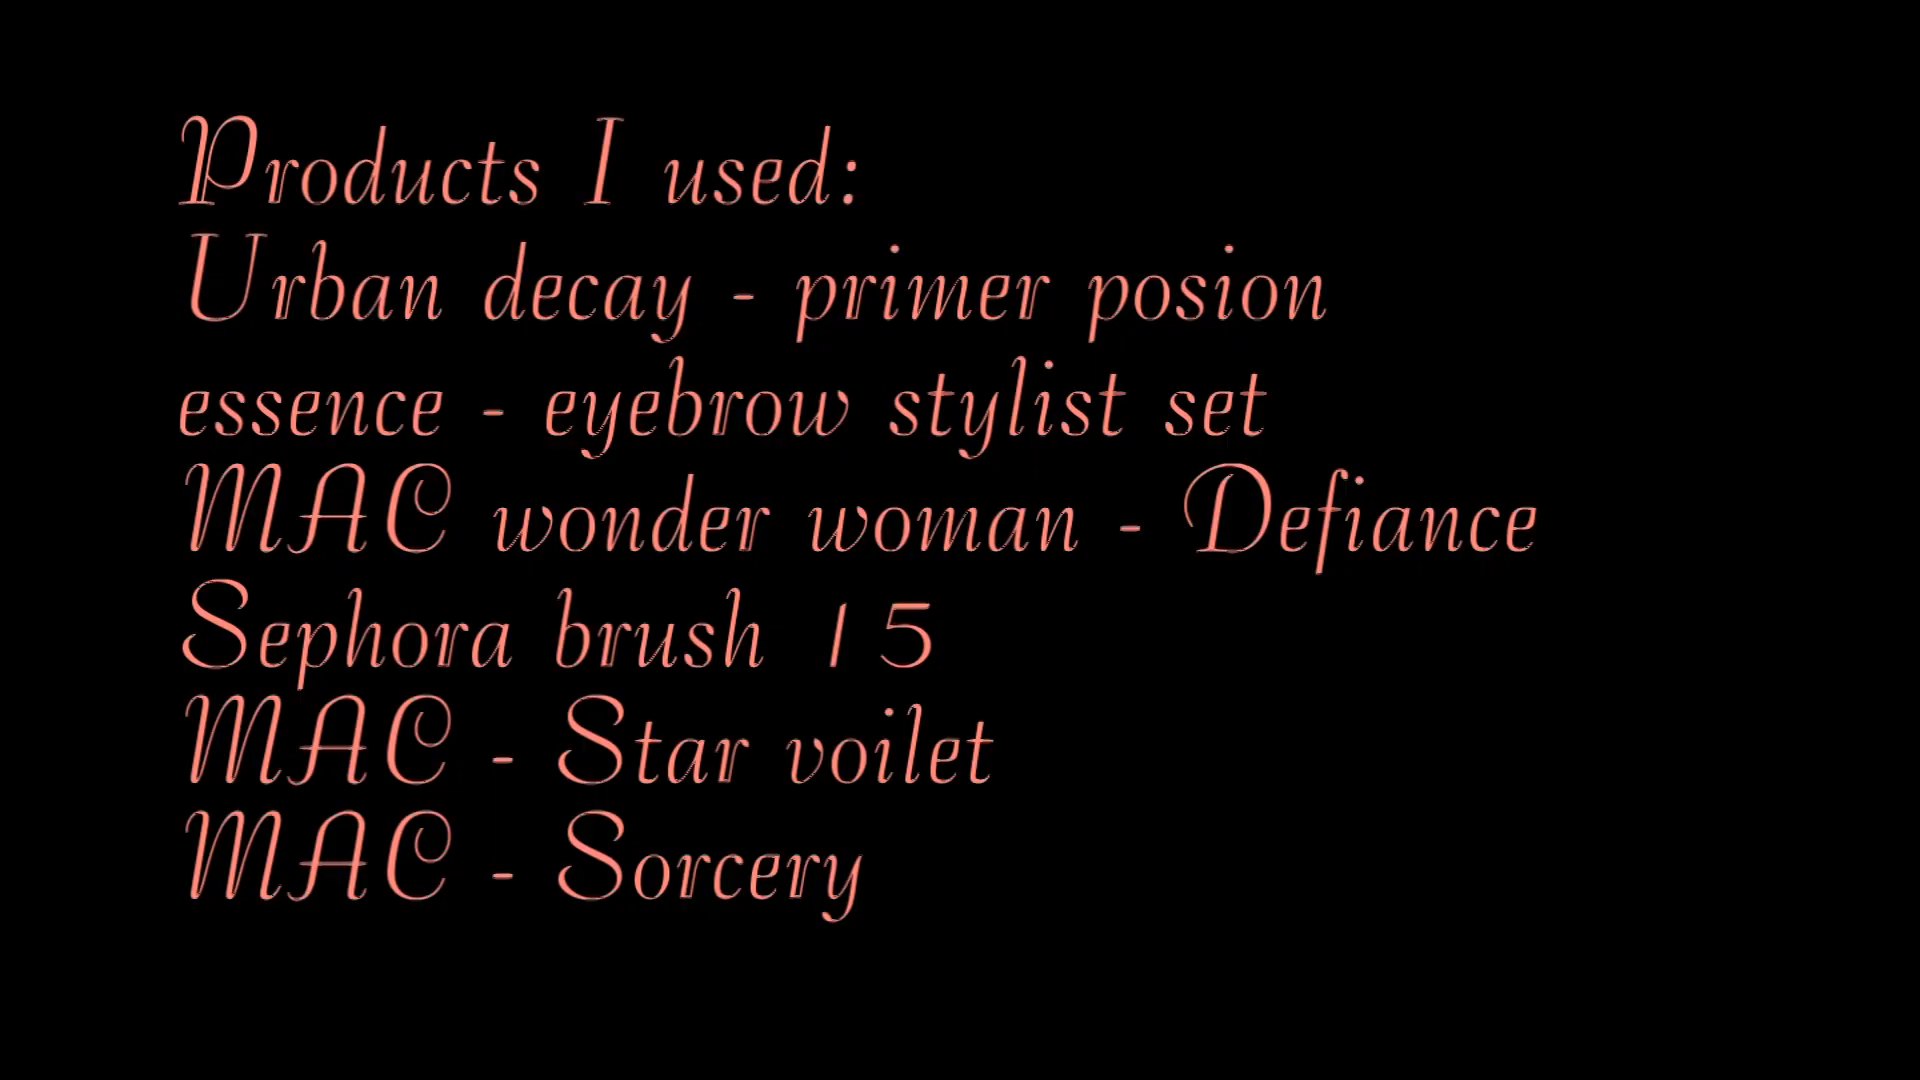 Products I used:
Urban decay - primer posion
essence - eyebrow stylist set
MAC wonder woman - Defiance
Sephora brush 15
MAC - Star voilet
MAC - Sorcery